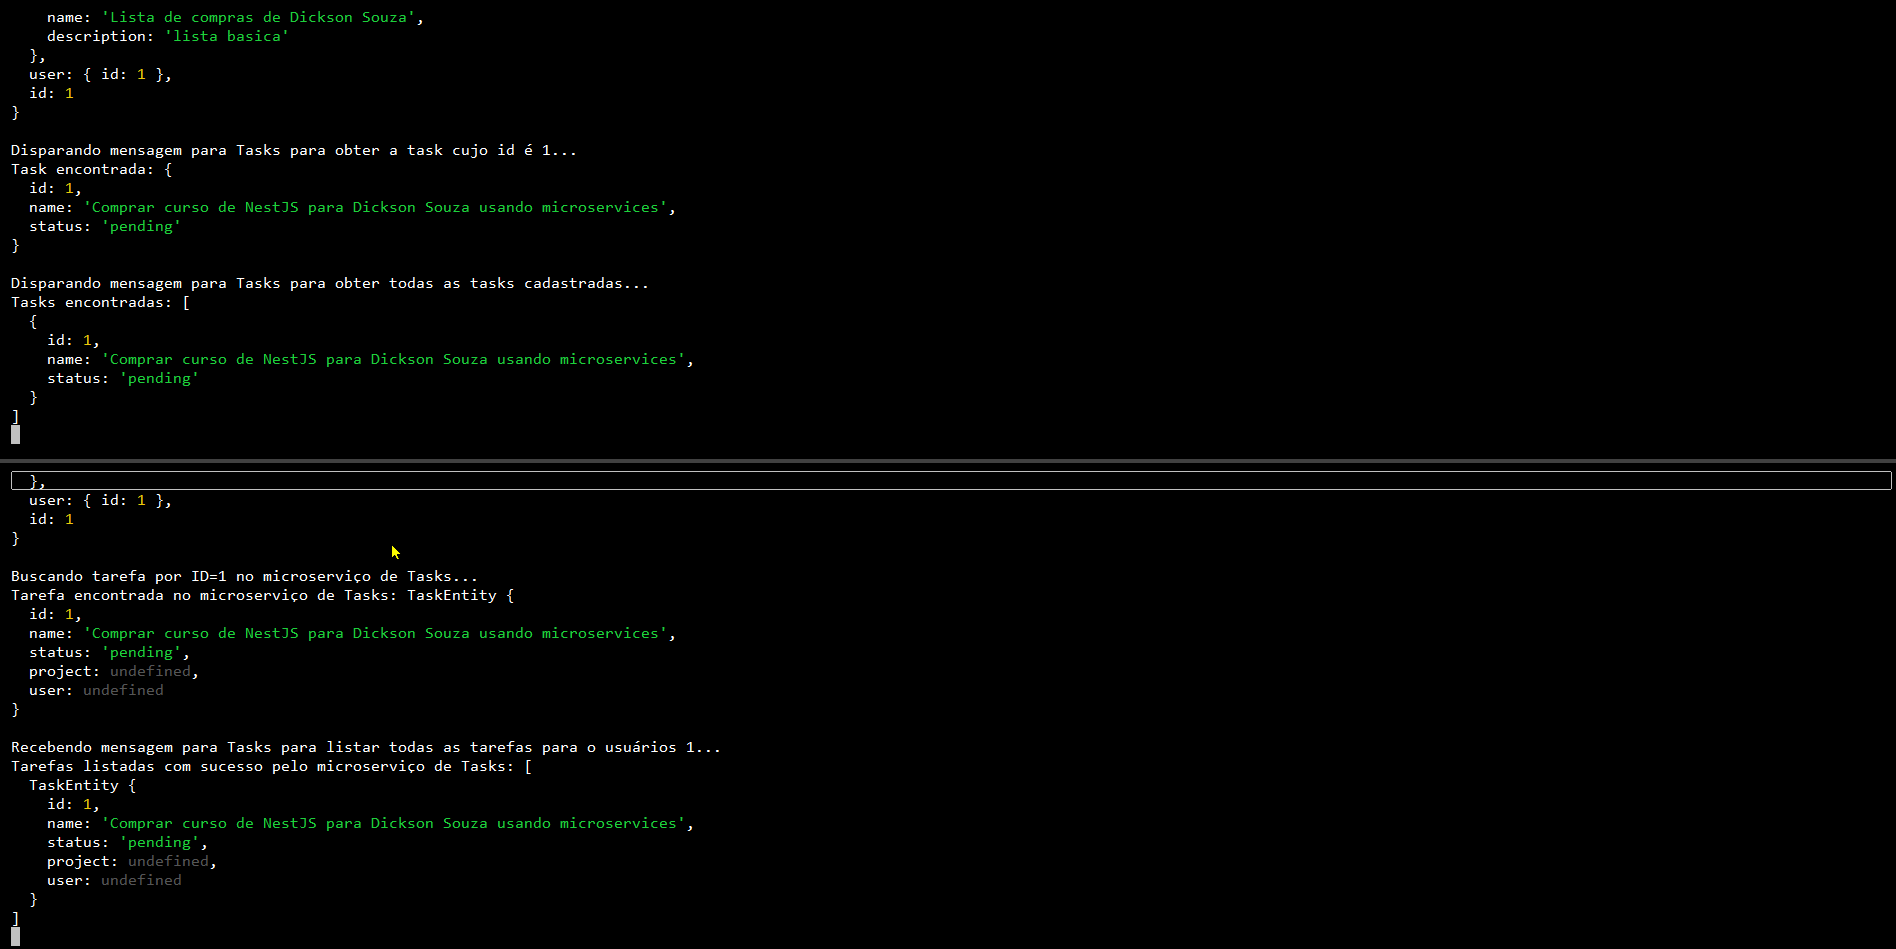 name: 'Lista de compras de Dickson Souza',
    description: 'lista basica'
  },
  user: { id: 1 },
  id: 1
}

Disparando mensagem para Tasks para obter a task cujo id é 1...
Task encontrada: {
  id: 1,
  name: 'Comprar curso de NestJS para Dickson Souza usando microservices',
  status: 'pending'
}

Disparando mensagem para Tasks para obter todas as tasks cadastradas...
Tasks encontradas: [
  {
    id: 1,
    name: 'Comprar curso de NestJS para Dickson Souza usando microservices',
    status: 'pending'
  }
]
  },
  user: { id: 1 },
  id: 1
}

Buscando tarefa por ID=1 no microserviço de Tasks...
Tarefa encontrada no microserviço de Tasks: TaskEntity {
  id: 1,
  name: 'Comprar curso de NestJS para Dickson Souza usando microservices',
  status: 'pending',
  project: undefined,
  user: undefined
}

Recebendo mensagem para Tasks para listar todas as tarefas para o usuários 1...
Tarefas listadas com sucesso pelo microserviço de Tasks: [
  TaskEntity {
    id: 1,
    name: 'Comprar curso de NestJS para Dickson Souza usando microservices',
    status: 'pending',
    project: undefined,
    user: undefined
  }
]